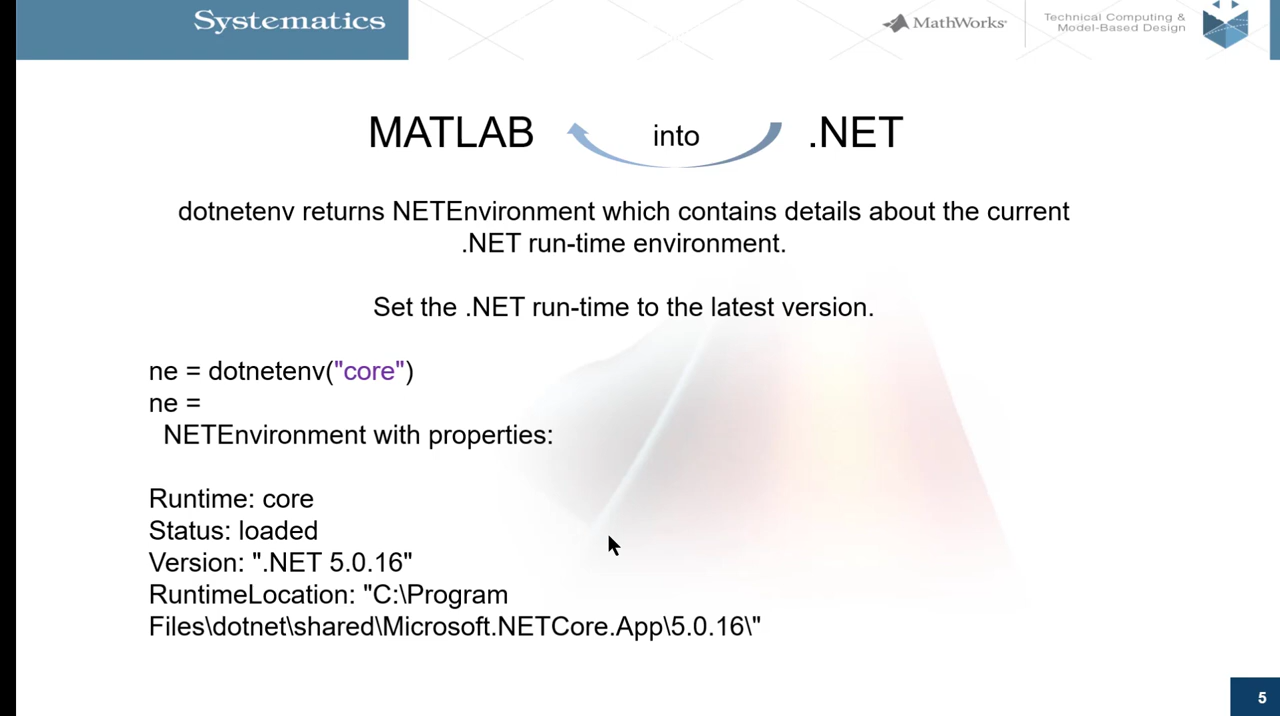 Systematics
MathWorks
Technical Computing &
Model-Based Design
MATLAB into .NET
dotnetenv returns NETEnvironment which contains details about the current
.NET run-time environment.
Set the .NET run-time to the latest version.
ne = dotnetenv("core")
ne =
NETEnvironment with properties:
Runtime: core
Status: loaded
Version: ".NET 5.0.16"
RuntimeLocation: "C:\Program
Files\dotnet\shared\Microsoft.NETCore.App\5.0.16\"
5